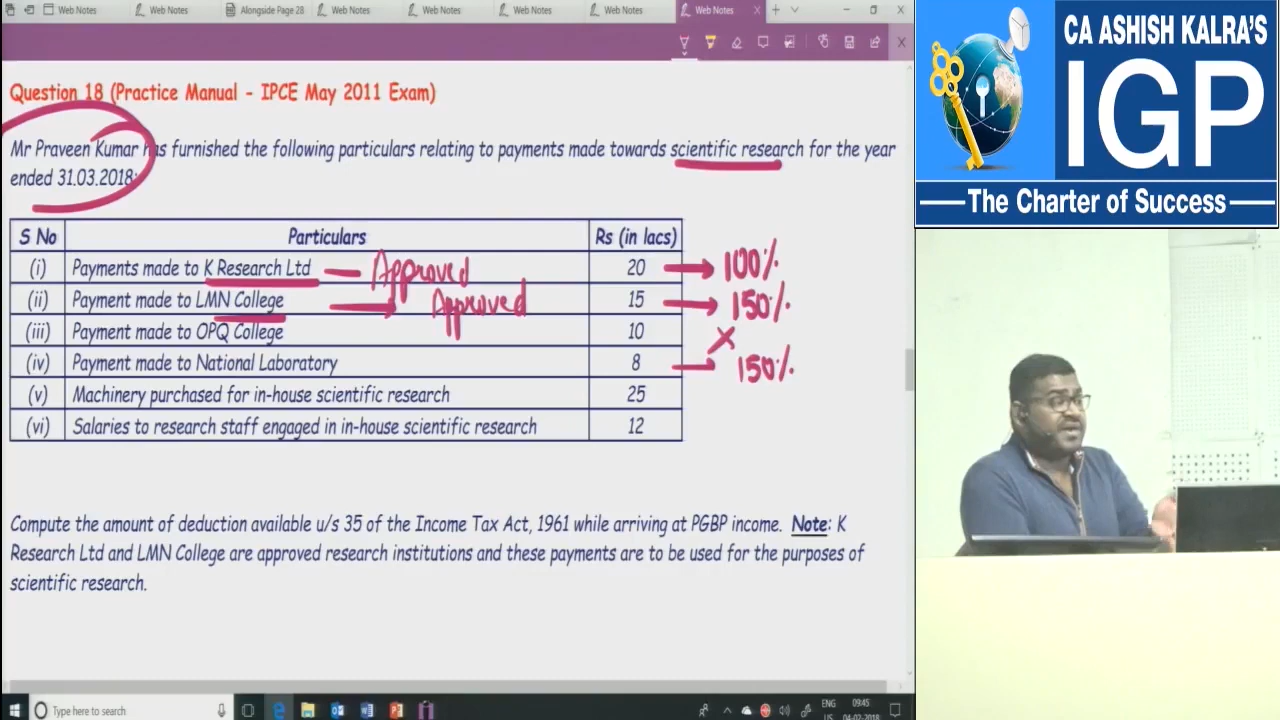 Web Notes
Web Notes
Alongside Page 28
Web Notes
Web Notes
Web Notes
Web Notes
Web Notes
Question 18 (Practice Manual - IPCE May 2011 Exam)
Mr Praveen Kumar has furnished the following particulars relating to payments made towards scientific research for the year
ended 31.03.2018:
S No Particulars Rs (in lacs)
(i) Payments made to K Research Ltd Approved 20 100%
(ii) Payment made to LMN College Approved 15 150%
(iii) Payment made to OPQ College 10 ×
(iv) Payment made to National Laboratory 8 150%
(v) Machinery purchased for in-house scientific research 25
(vi) Salaries to research staff engaged in in-house scientific research 12
Compute the amount of deduction available u/s 35 of the Income Tax Act, 1961 while arriving at PGBP income. Note: K
Research Ltd and LMN College are approved research institutions and these payments are to be used for the purposes of
scientific research.
CA ASHISH KALRA'S
IGP
The Charter of Success
Type here to search
ENG
US
09:45
04-02-2018